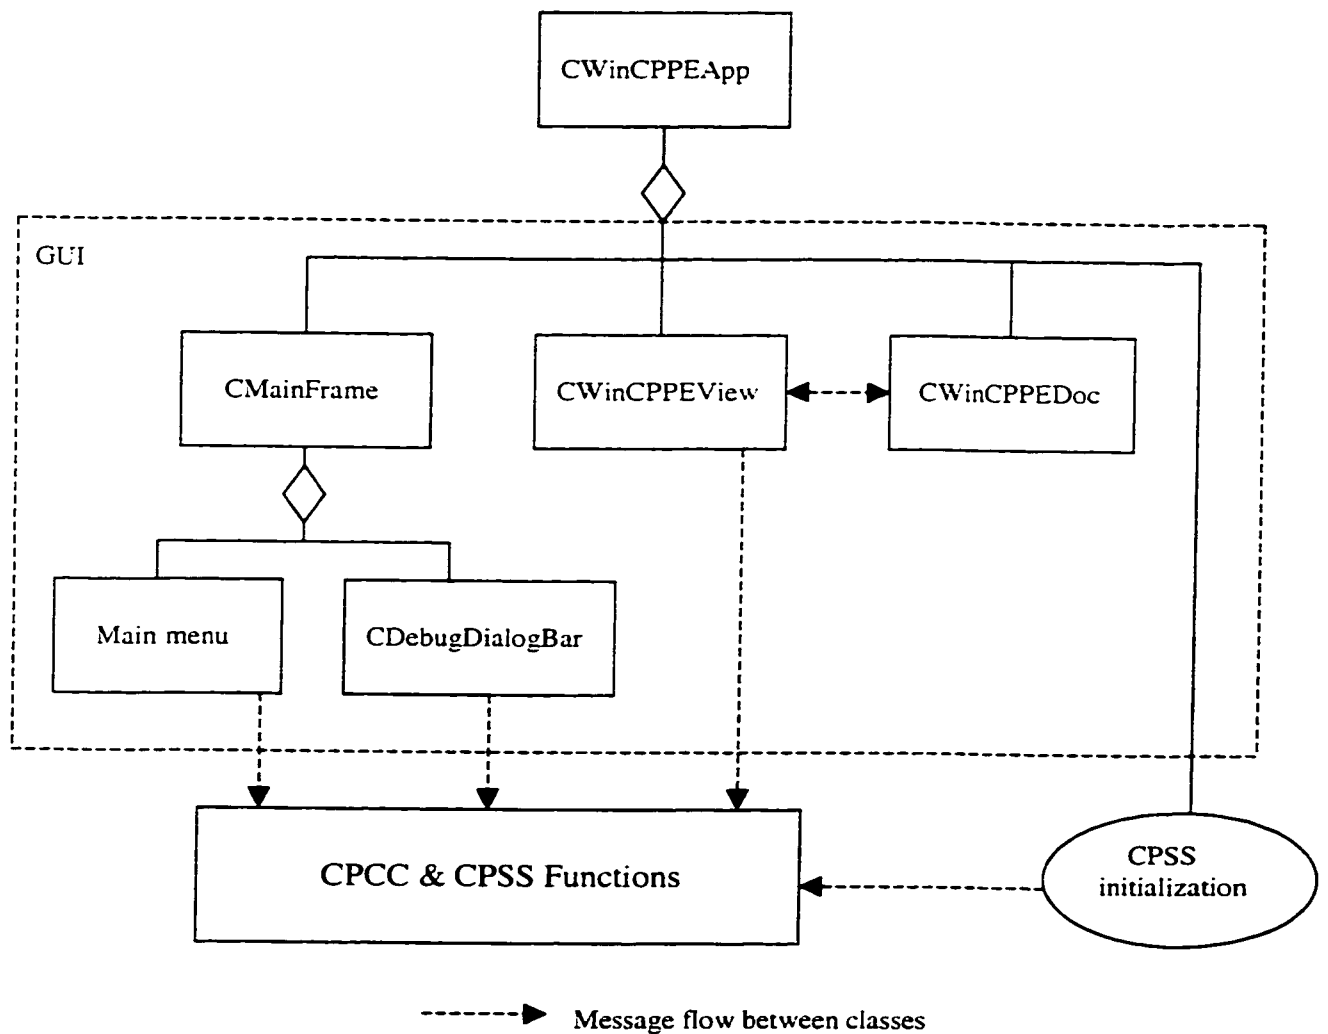 CWinCPPEApp
GUI
CMainFrame
CWinCPPEView
CWinCPPEDoc
Main menu
CDebugDialogBar
CPCC & CPSS Functions
CPSS
initialization
Message flow between classes